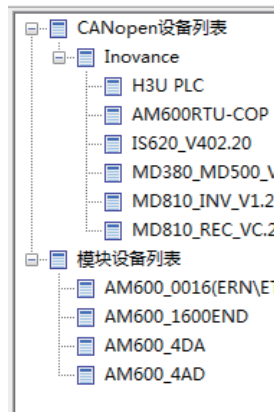 CANopen设备列表
Inovance
H3U PLC
AM600RTU-COP
IS620_V402.20
MD380_MD500_V
MD810_INV_V1.2
MD810_REC_VC.2
模块设备列表
AM600_0016(ERN\ET
AM600_1600END
AM600_4DA
AM600_4AD